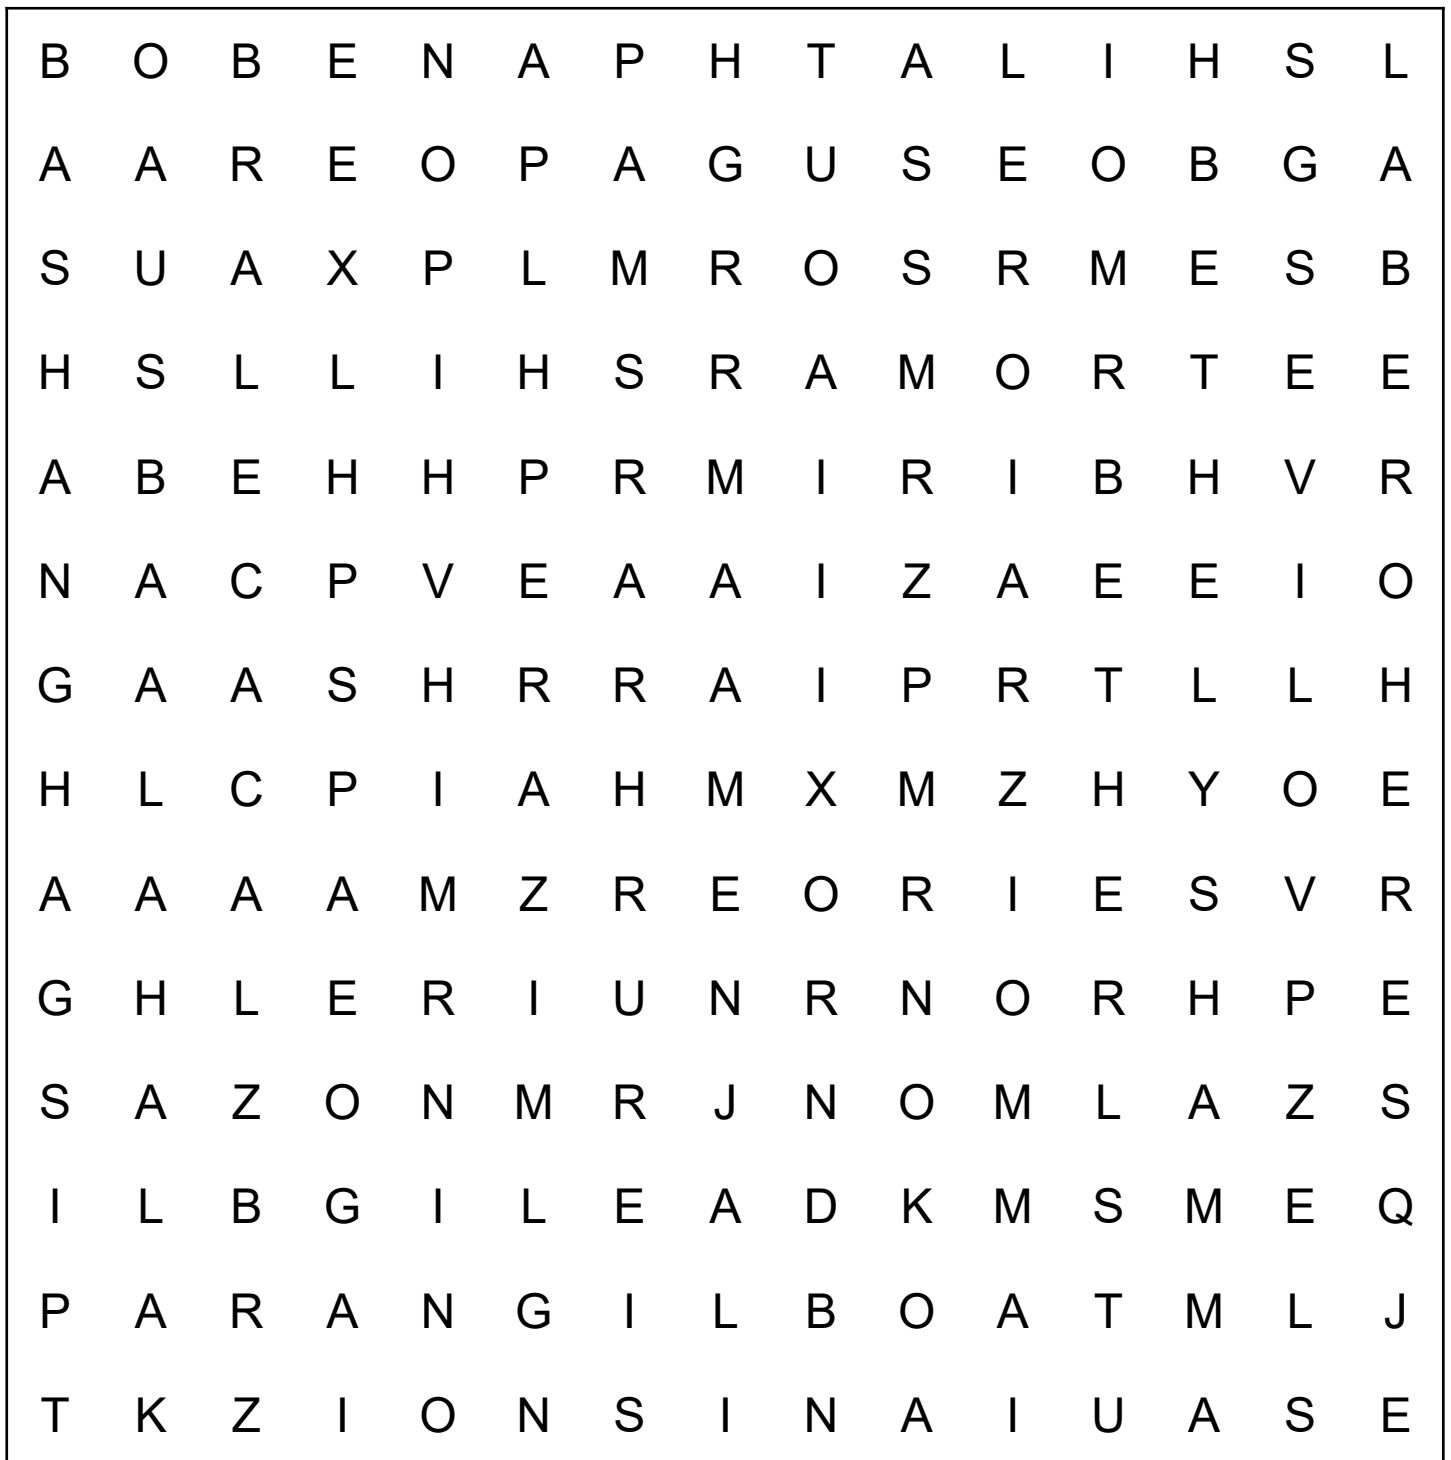 B O B E N A P H T A L I H S L
A A R E O P A G U S E O B G A
S U A X P L M R O S R M E S B
H S L L I H S R A M O R T E E
A B E H H P R M I R I B H V R
N A C P V E A A I Z A E E I O
G A A S H R R A I P R T L L H
H L C P I A H M X M Z H Y O E
A A A A M Z R E O R I E S V R
G H L E R I U N R N O R H P E
S A Z O N M R J N O M L A Z S
I L B G I L E A D K M S M E Q
P A R A N G I L B O A T M L J
T K Z I O N S I N A I U A S E